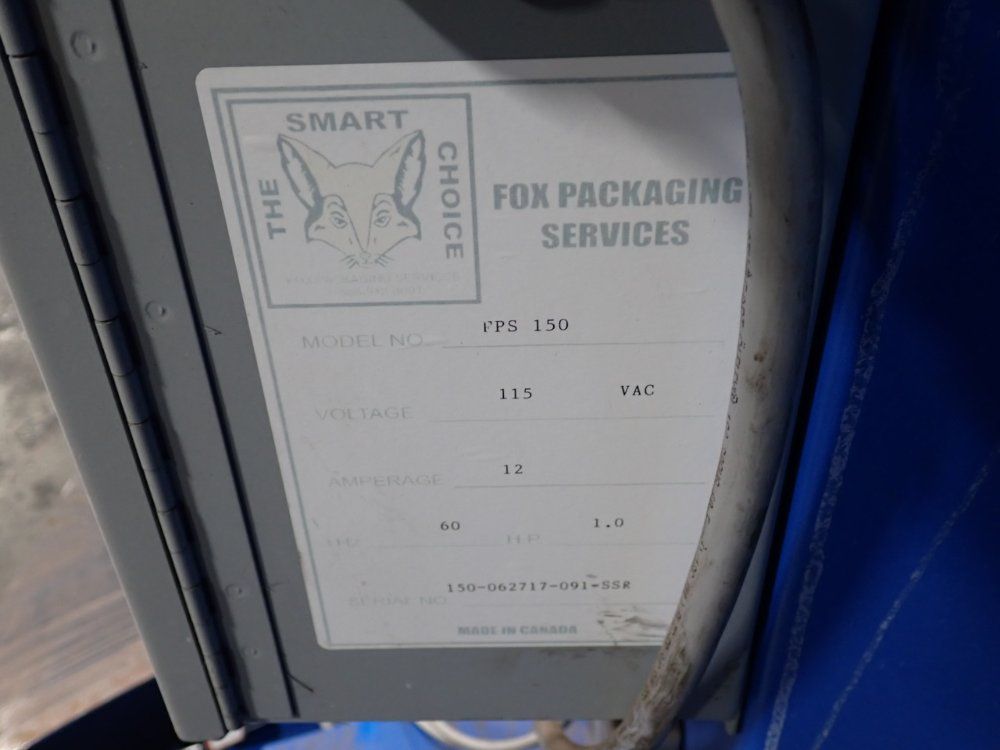 THE SMART CHOICE
FOX PACKAGING
SERVICES
MODEL NO. FPS 150
VOLTAGE 115 VAC
AMPERAGE 12
HZ 60 H.P. 1.0
SERIAL NO. 150-062717-091-SSR
MADE IN CANADA